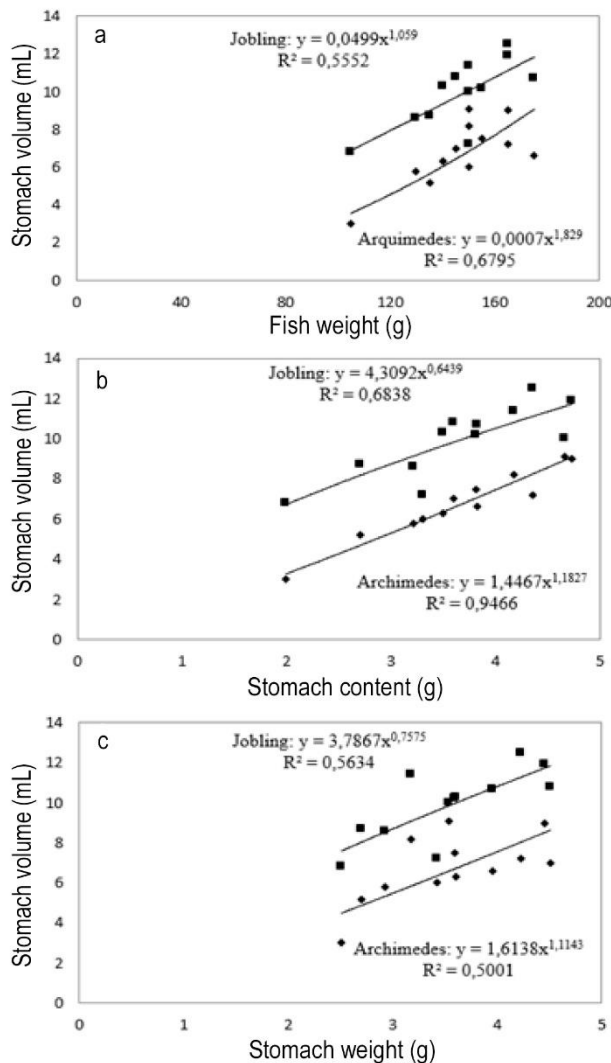 a
Jobling: y = 0,0499x^1,059
R² = 0,5552
Stomach volume (mL)
14
12
10
8
6
4
2
0
Arquimedes: y = 0,0007x^1,829
R² = 0,6795
0 40 80 120 160 200
Fish weight (g)
b
Jobling: y = 4,3092x^0,6439
R² = 0,6838
Stomach volume (mL)
14
12
10
8
6
4
2
0
Archimedes: y = 1,4467x^1,1827
R² = 0,9466
0 1 2 3 4 5
Stomach content (g)
c
Jobling: y = 3,7867x^0,7575
R² = 0,5634
Stomach volume (mL)
14
12
10
8
6
4
2
0
Archimedes: y = 1,6138x^1,1143
R² = 0,5001
0 1 2 3 4 5
Stomach weight (g)